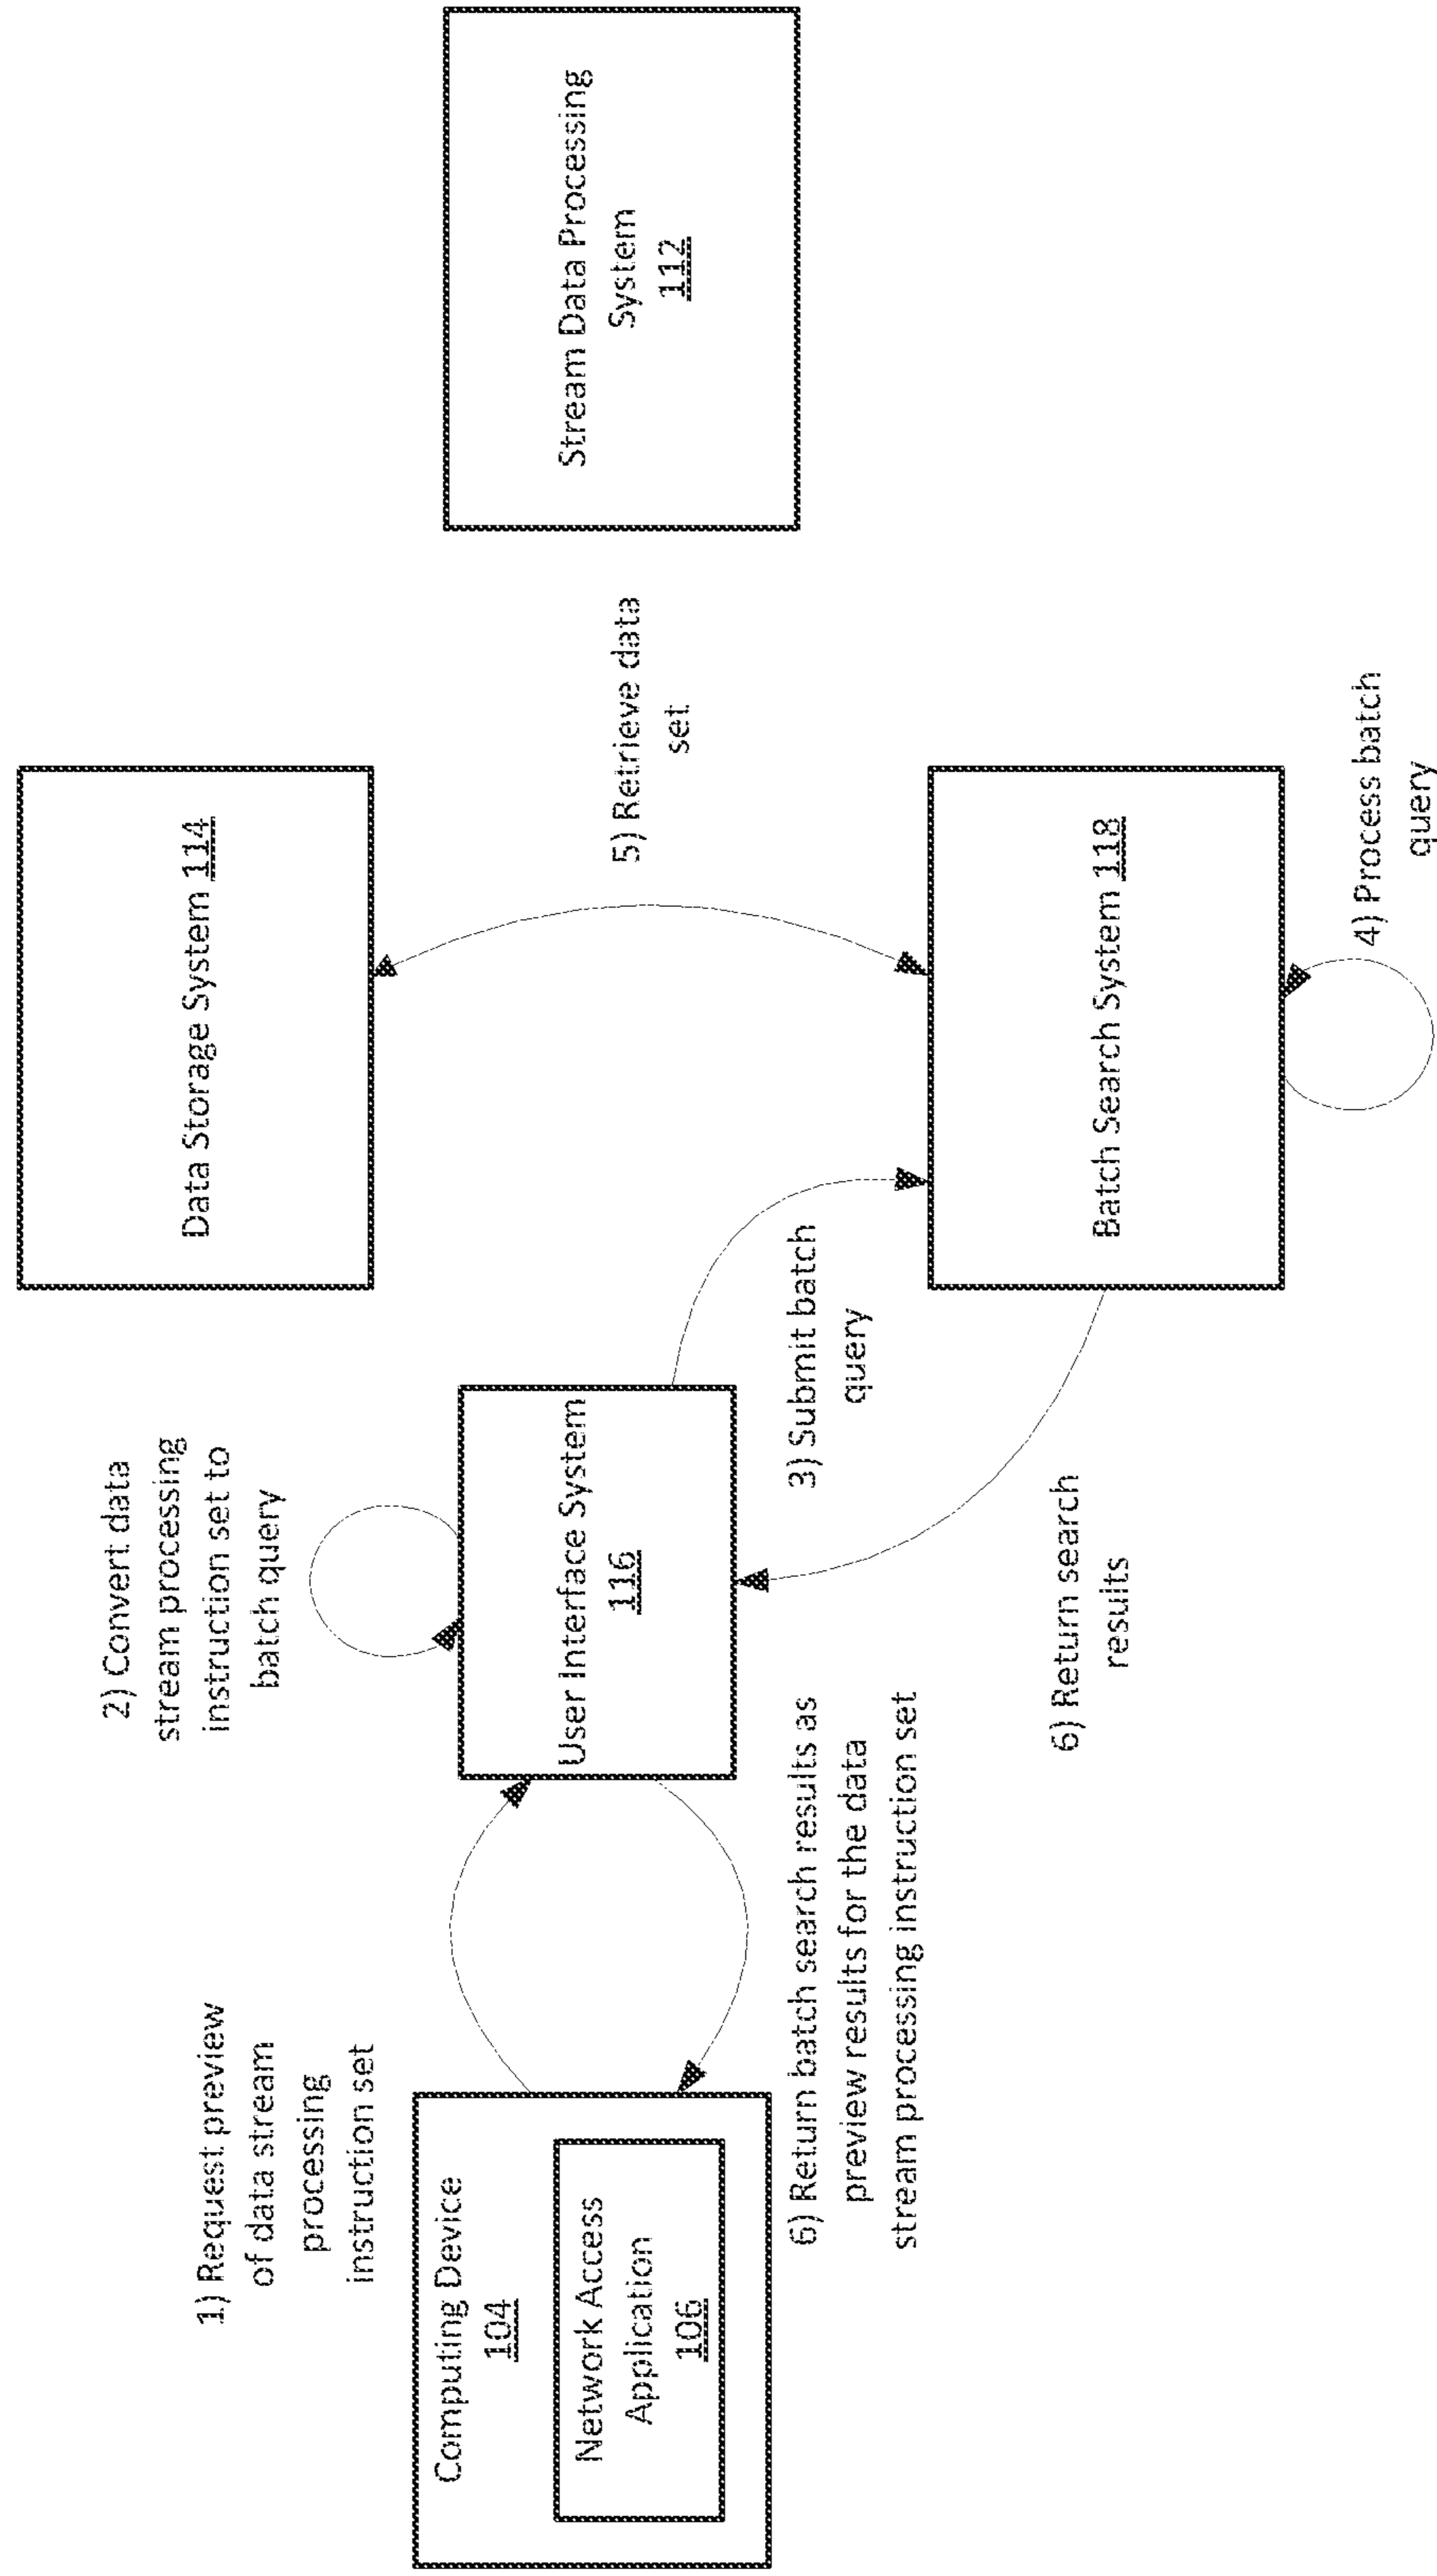 1) Request preview
of data stream
processing
instruction set
Computing Device
104
Network Access
Application
106
6) Return batch search results as
preview results for the data
stream processing instruction set
2) Convert data
stream processing
instruction set to
batch query
User Interface System
116
3) Submit batch
query
6) Return search
results
Data Storage System 114
5) Retrieve data
set
Batch Search System 118
4) Process batch
query
Stream Data Processing
System
112